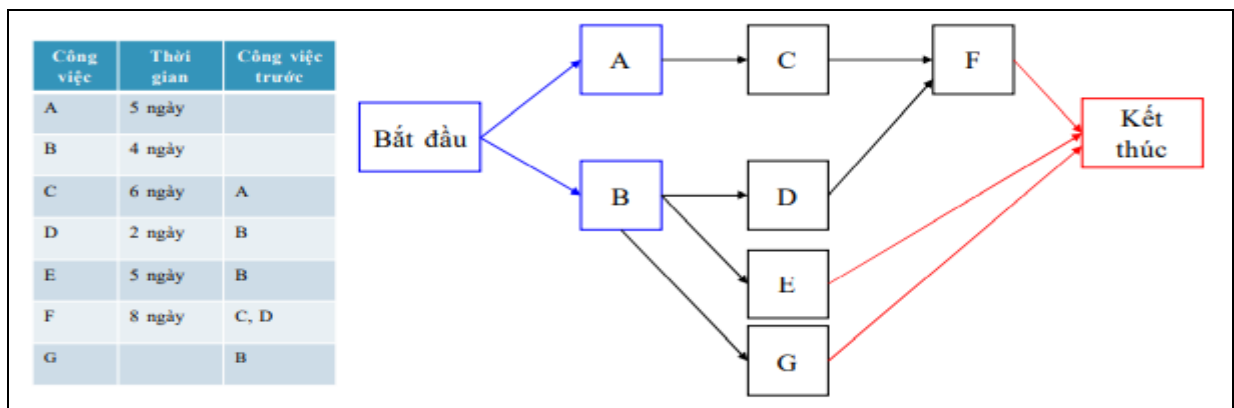 Công việc Thời gian Công việc trước
A 5 ngày
B 4 ngày
C 6 ngày A
D 2 ngày B
E 5 ngày B
F 8 ngày C, D
G B
Bắt đầu
A
C
F
B
D
E
G
Kết
thúc